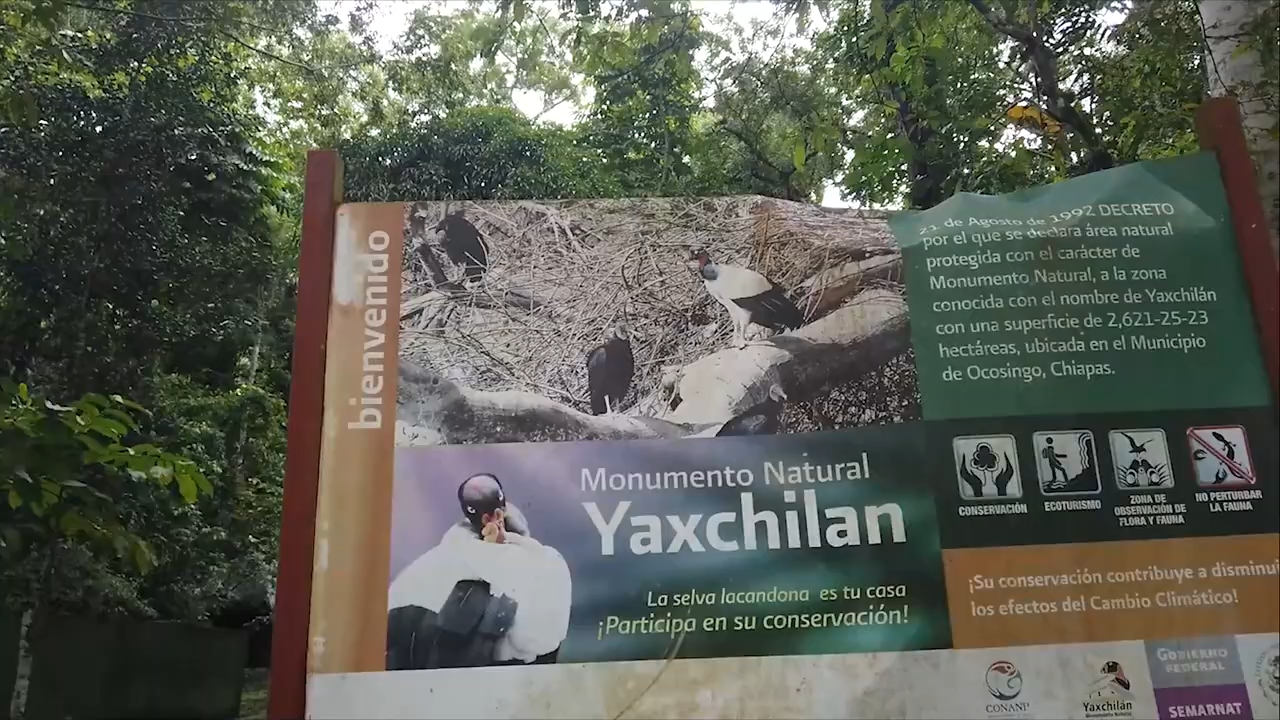 bienvenido
21 de Agosto de 1992 DECRETO
por el que se declara área natural
protegida con el carácter de
Monumento Natural, a la zona
conocida con el nombre de Yaxchilán
con una superficie de 2,621-25-23
hectáreas, ubicada en el Municipio
de Ocosingo, Chiapas.
Monumento Natural
Yaxchilan
La selva lacandona es tu casa
¡Participa en su conservación!
CONSERVACIÓN
ECOTURISMO
ZONA DE
OBSERVACIÓN DE
FLORA Y FAUNA
NO PERTURBAR
LA FAUNA
¡Su conservación contribuye a disminui
los efectos del Cambio Climático!
CONANP
Yaxchilán
Monumento Natural
GOBIERNO
FEDERAL
SEMARNAT